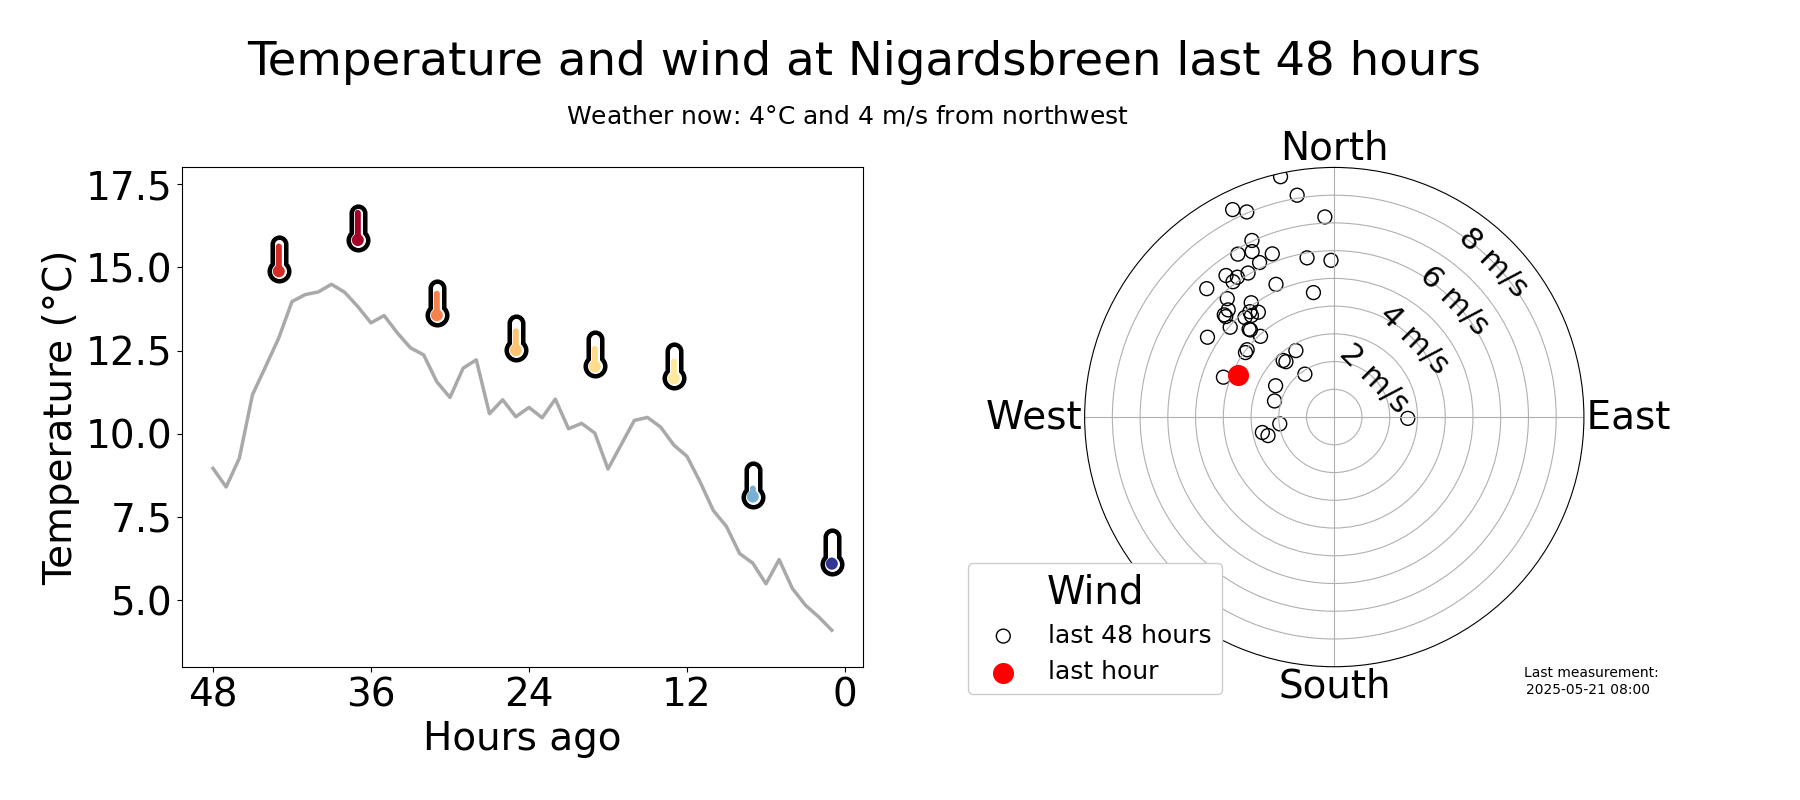 Temperature and wind at Nigardsbreen last 48 hours
Weather now: 4°C and 4 m/s from northwest
Temperature (°C)
17.5
15.0
12.5
10.0
7.5
5.0
48 36 24 12 0
Hours ago
North
West
East
South
8 m/s
6 m/s
4 m/s
2 m/s
Wind
last 48 hours
last hour
Last measurement:
2025-05-21 08:00